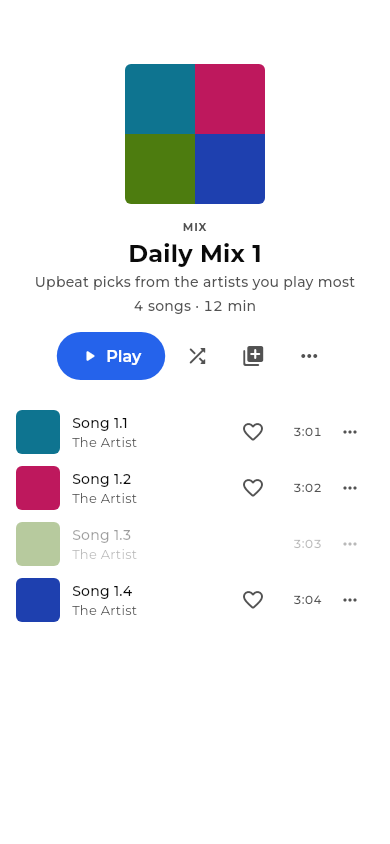 MIX
Daily Mix 1
Upbeat picks from the artists you play most
4 songs · 12 min
Play
Song 1.1
The Artist
3:01
Song 1.2
The Artist
3:02
Song 1.3
The Artist
3:03
Song 1.4
The Artist
3:04